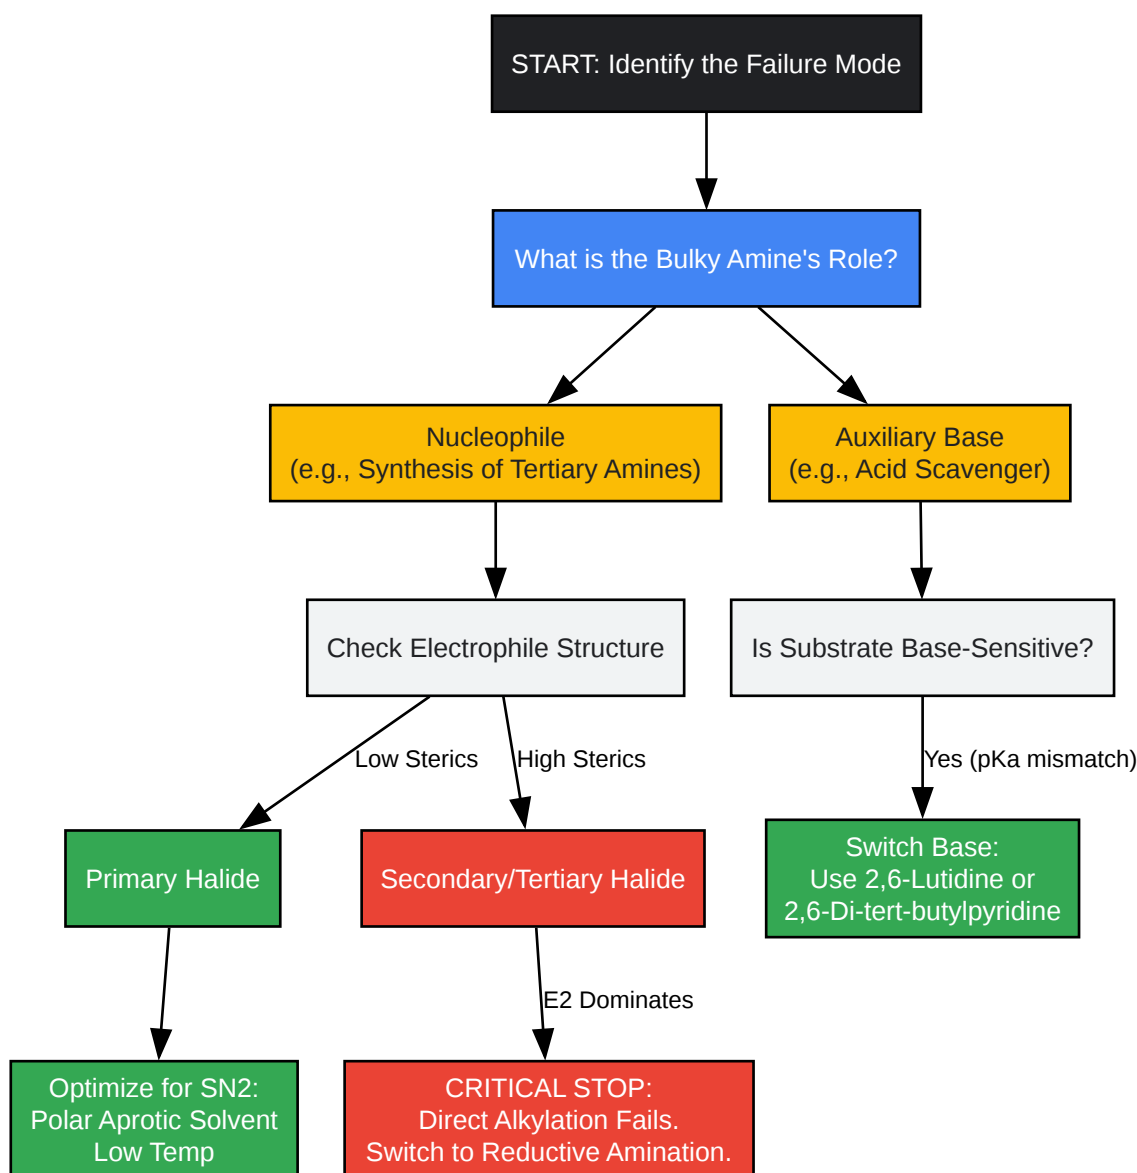 START: Identify the Failure Mode
What is the Bulky Amine's Role?
Nucleophile
(e.g., Synthesis of Tertiary Amines)
Auxiliary Base
(e.g., Acid Scavenger)
Check Electrophile Structure
Is Substrate Base-Sensitive?
Low Sterics
High Sterics
Yes (pKa mismatch)
Primary Halide
Secondary/Tertiary Halide
Switch Base:
Use 2,6-Lutidine or
2,6-Di-tert-butylpyridine
E2 Dominates
Optimize for SN2:
Polar Aprotic Solvent
Low Temp
CRITICAL STOP:
Direct Alkylation Fails.
Switch to Reductive Amination.